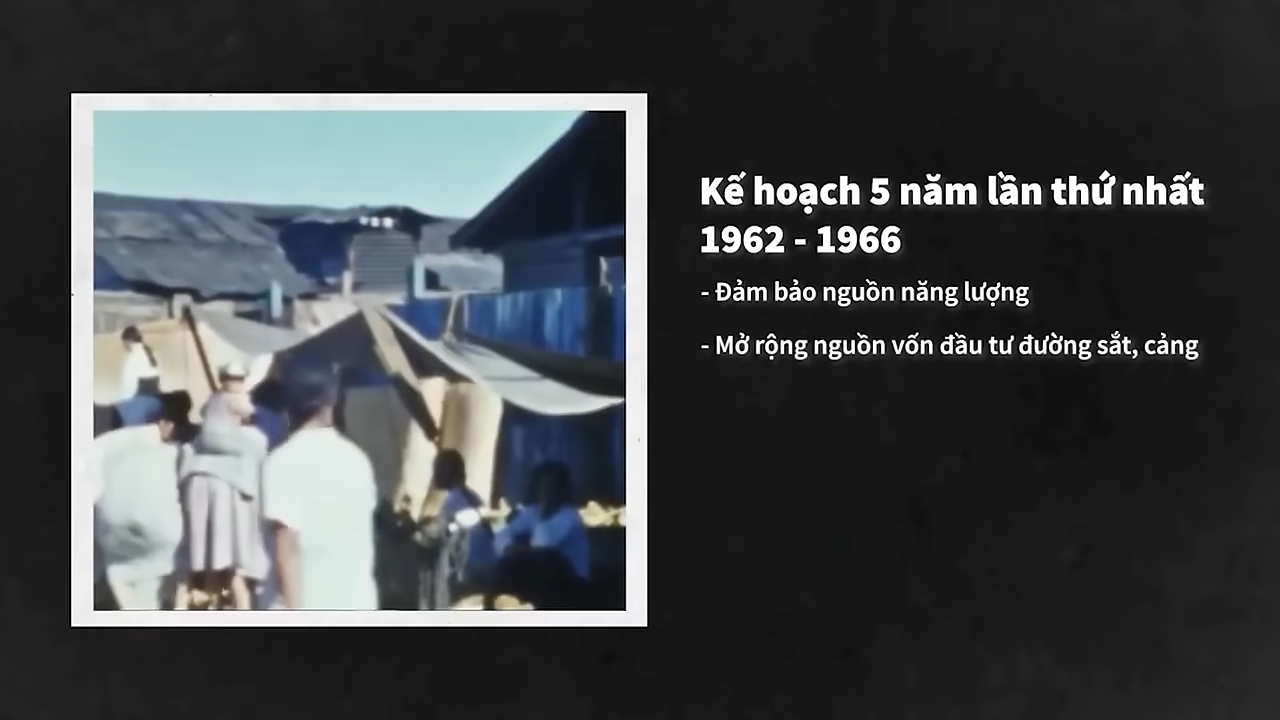 Kế hoạch 5 năm lần thứ nhất
1962 - 1966
- Đảm bảo nguồn năng lượng
- Mở rộng nguồn vốn đầu tư đường sắt, cảng